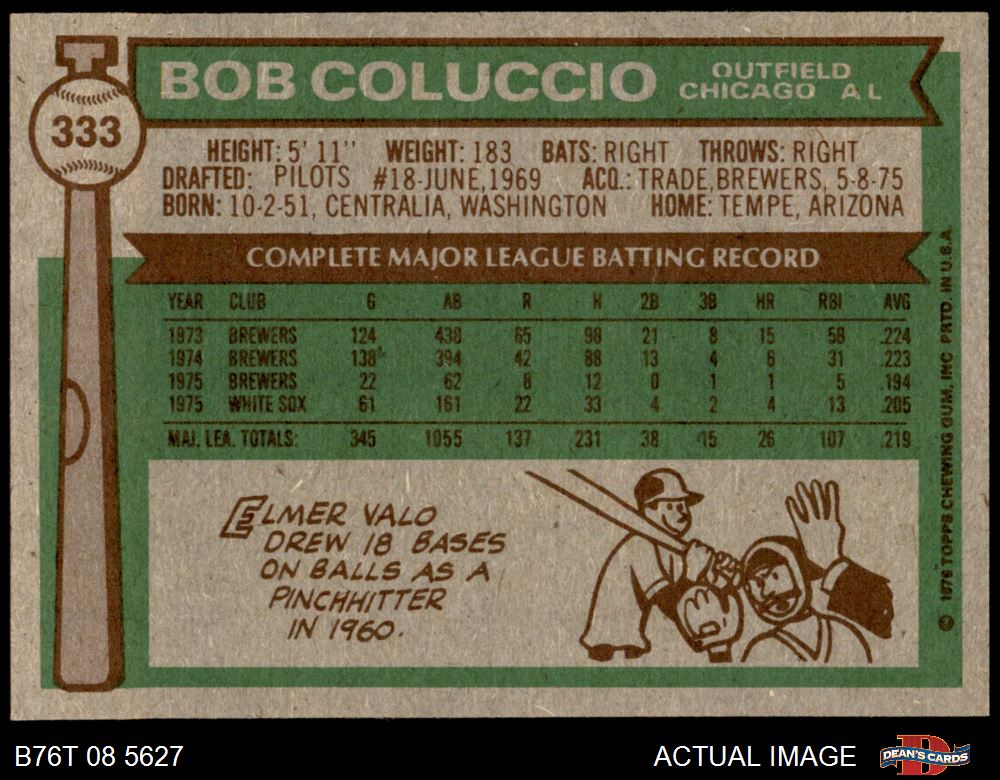 333
BOB COLUCCIO
OUTFIELD
CHICAGO A L
HEIGHT: 5' 11" WEIGHT: 183 BATS: RIGHT THROWS: RIGHT
DRAFTED: PILOTS #18-JUNE,1969 ACQ.: TRADE,BREWERS, 5-8-75
BORN: 10-2-51, CENTRALIA, WASHINGTON HOME: TEMPE, ARIZONA
COMPLETE MAJOR LEAGUE BATTING RECORD
YEAR CLUB G AB R H 2B 3B HR RBI AVG
1973 BREWERS 124 438 65 98 21 8 15 58 .224
1974 BREWERS 138 394 42 88 13 4 6 31 .223
1975 BREWERS 22 62 8 12 0 1 1 5 .194
1975 WHITE SOX 61 161 22 33 4 2 4 13 .205
MAJ. LEA. TOTALS: 345 1055 137 231 38 15 26 107 .219
ELMER VALO
DREW 18 BASES
ON BALLS AS A
PINCHHITTER
IN 1960.
© 1976 TOPPS CHEWING GUM, INC PRTD. IN U.S.A.
B76T 08 5627
ACTUAL IMAGE
D
DEAN'S CARDS